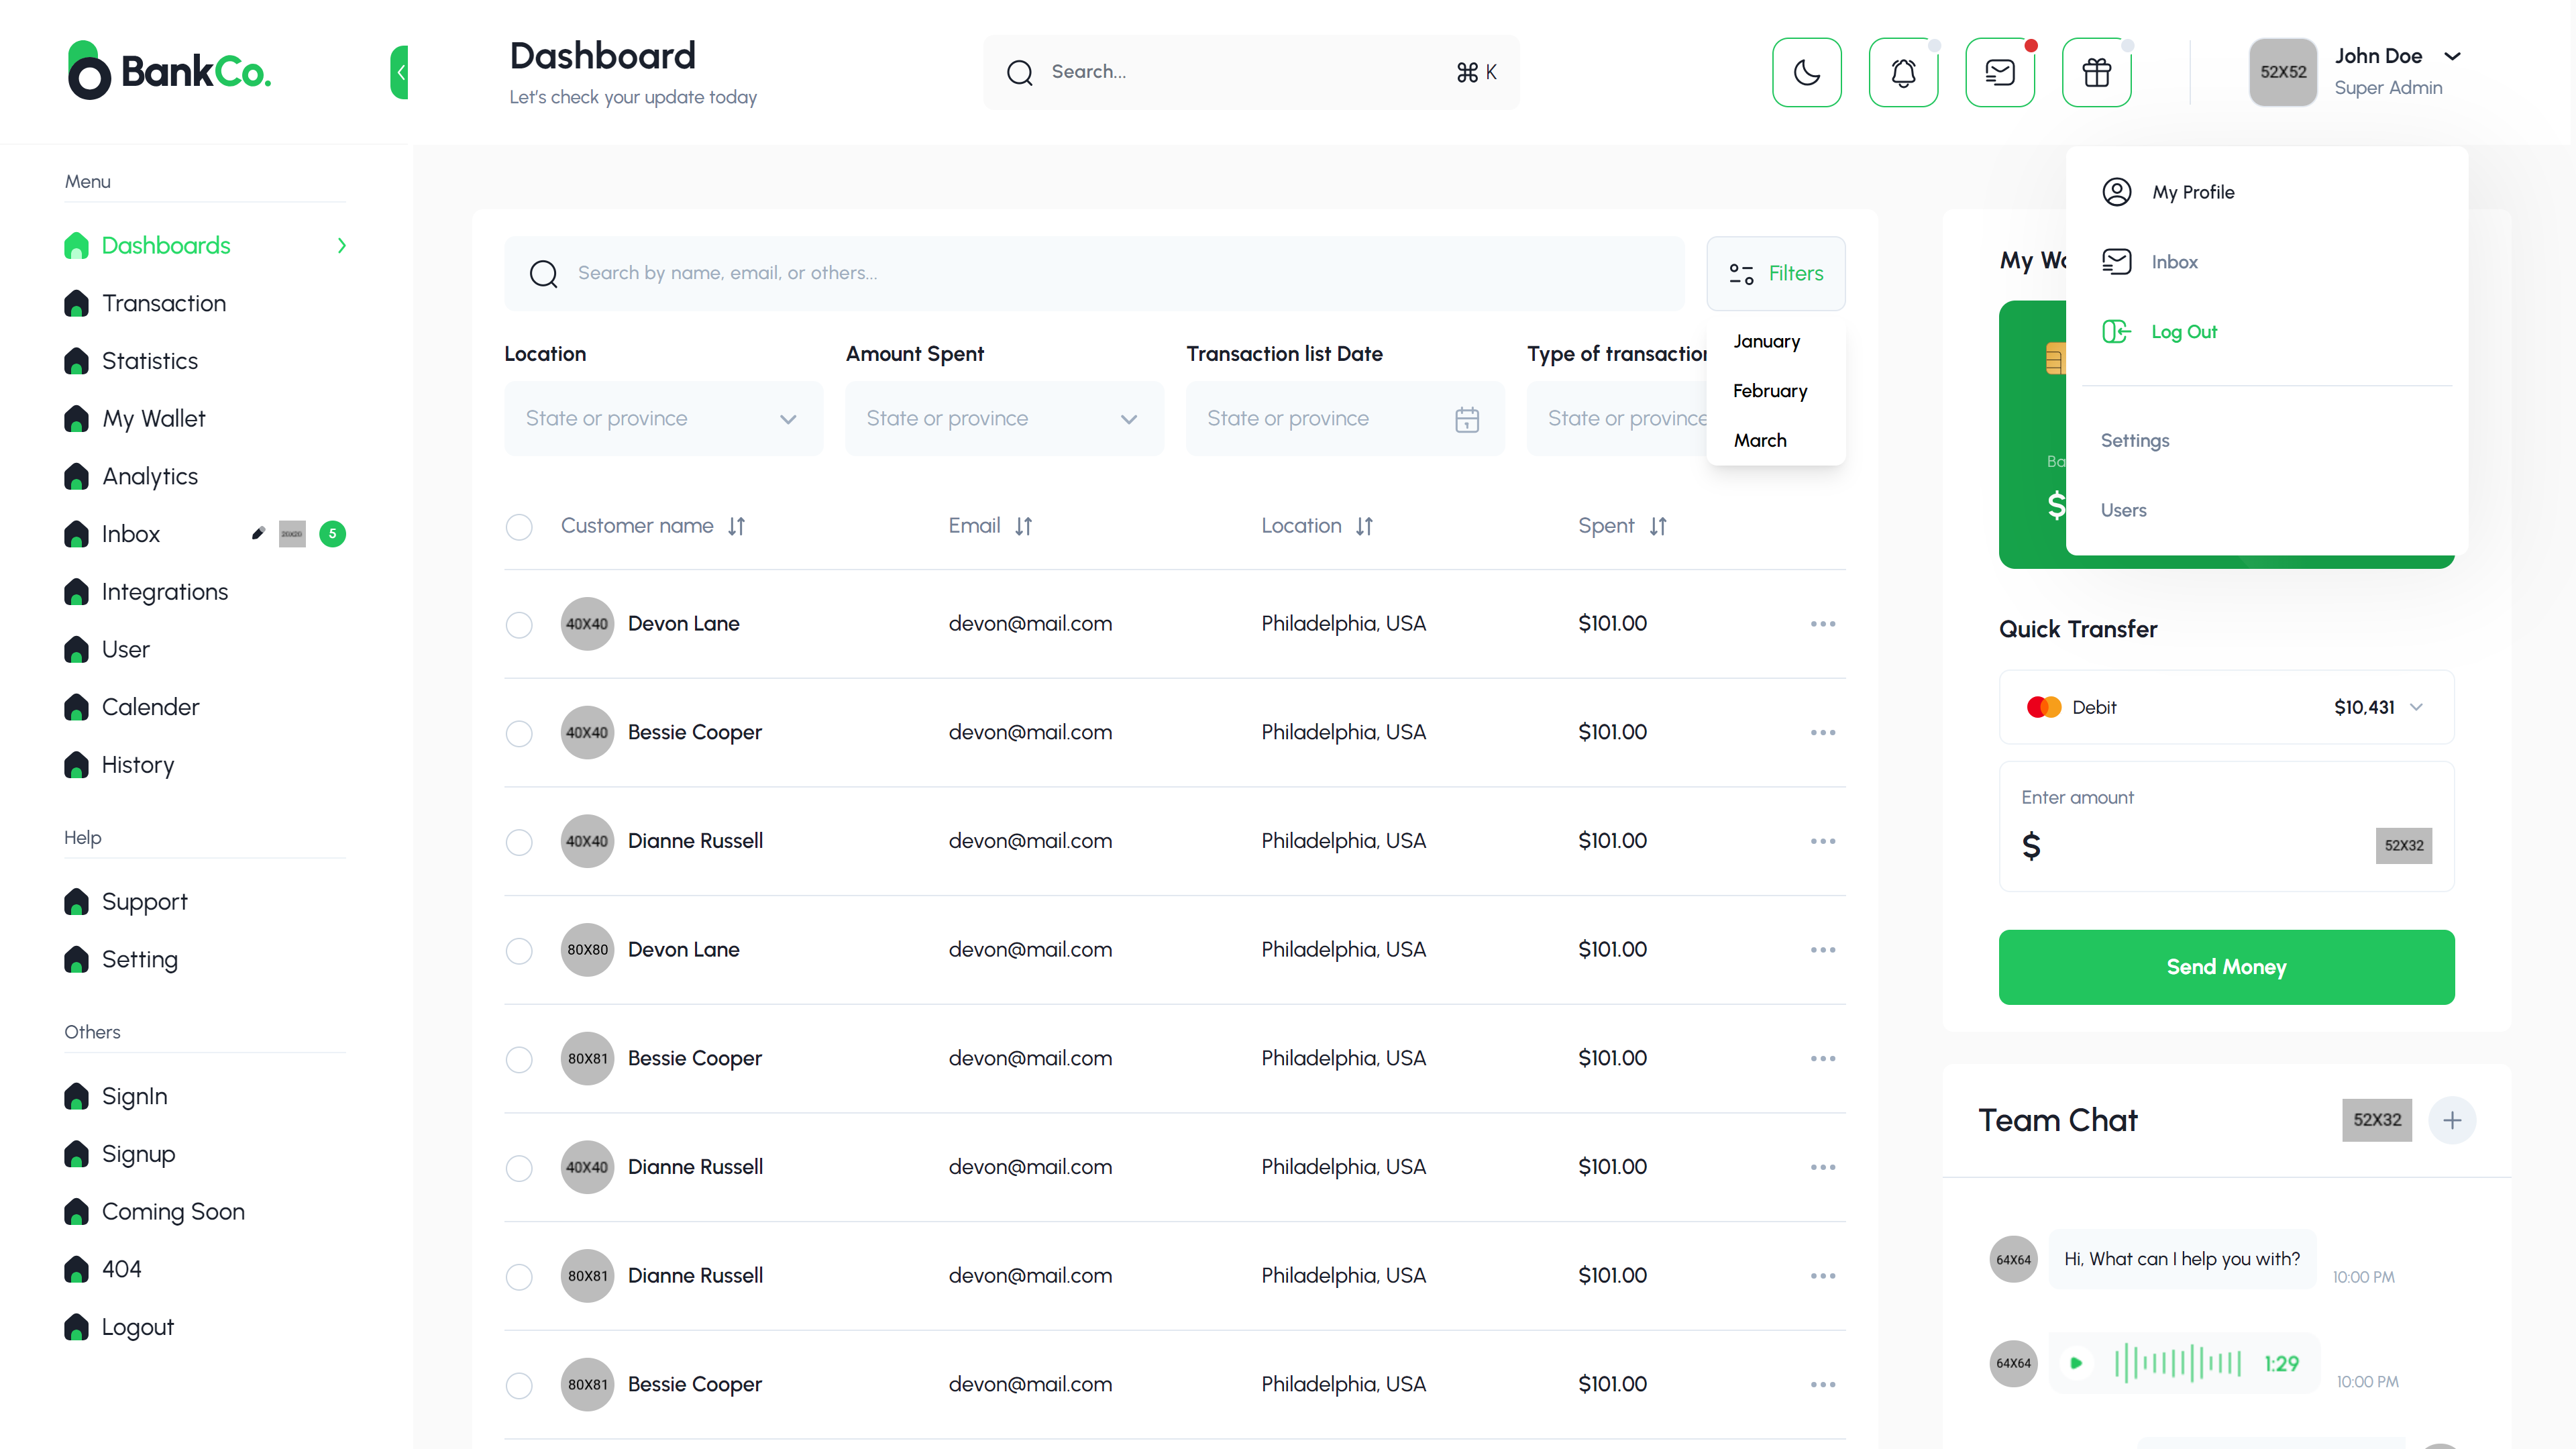 BankCo.
Dashboard
Let's check your update today
Search...
⌘ K
52X52
John Doe
Super Admin
Menu
Dashboards
Transaction
Statistics
My Wallet
Analytics
Inbox
20X20
5
Integrations
User
Calender
History
Help
Support
Setting
Others
SignIn
Signup
Coming Soon
404
Logout
Search by name, email, or others...
Filters
January
February
March
Location
Amount Spent
Transaction list Date
Type of transaction
State or province
State or province
State or province
State or province
Customer name
Email
Location
Spent
40X40 Devon Lane devon@mail.com Philadelphia, USA $101.00
40X40 Bessie Cooper devon@mail.com Philadelphia, USA $101.00
40X40 Dianne Russell devon@mail.com Philadelphia, USA $101.00
80X80 Devon Lane devon@mail.com Philadelphia, USA $101.00
80X81 Bessie Cooper devon@mail.com Philadelphia, USA $101.00
40X40 Dianne Russell devon@mail.com Philadelphia, USA $101.00
80X81 Dianne Russell devon@mail.com Philadelphia, USA $101.00
80X81 Bessie Cooper devon@mail.com Philadelphia, USA $101.00
My Profile
Inbox
Log Out
Settings
Users
My
$
Quick Transfer
Debit
$10,431
Enter amount
$
52X32
Send Money
Team Chat
52X32
64X64
Hi, What can I help you with?
10:00 PM
64X64
1:29
10:00 PM